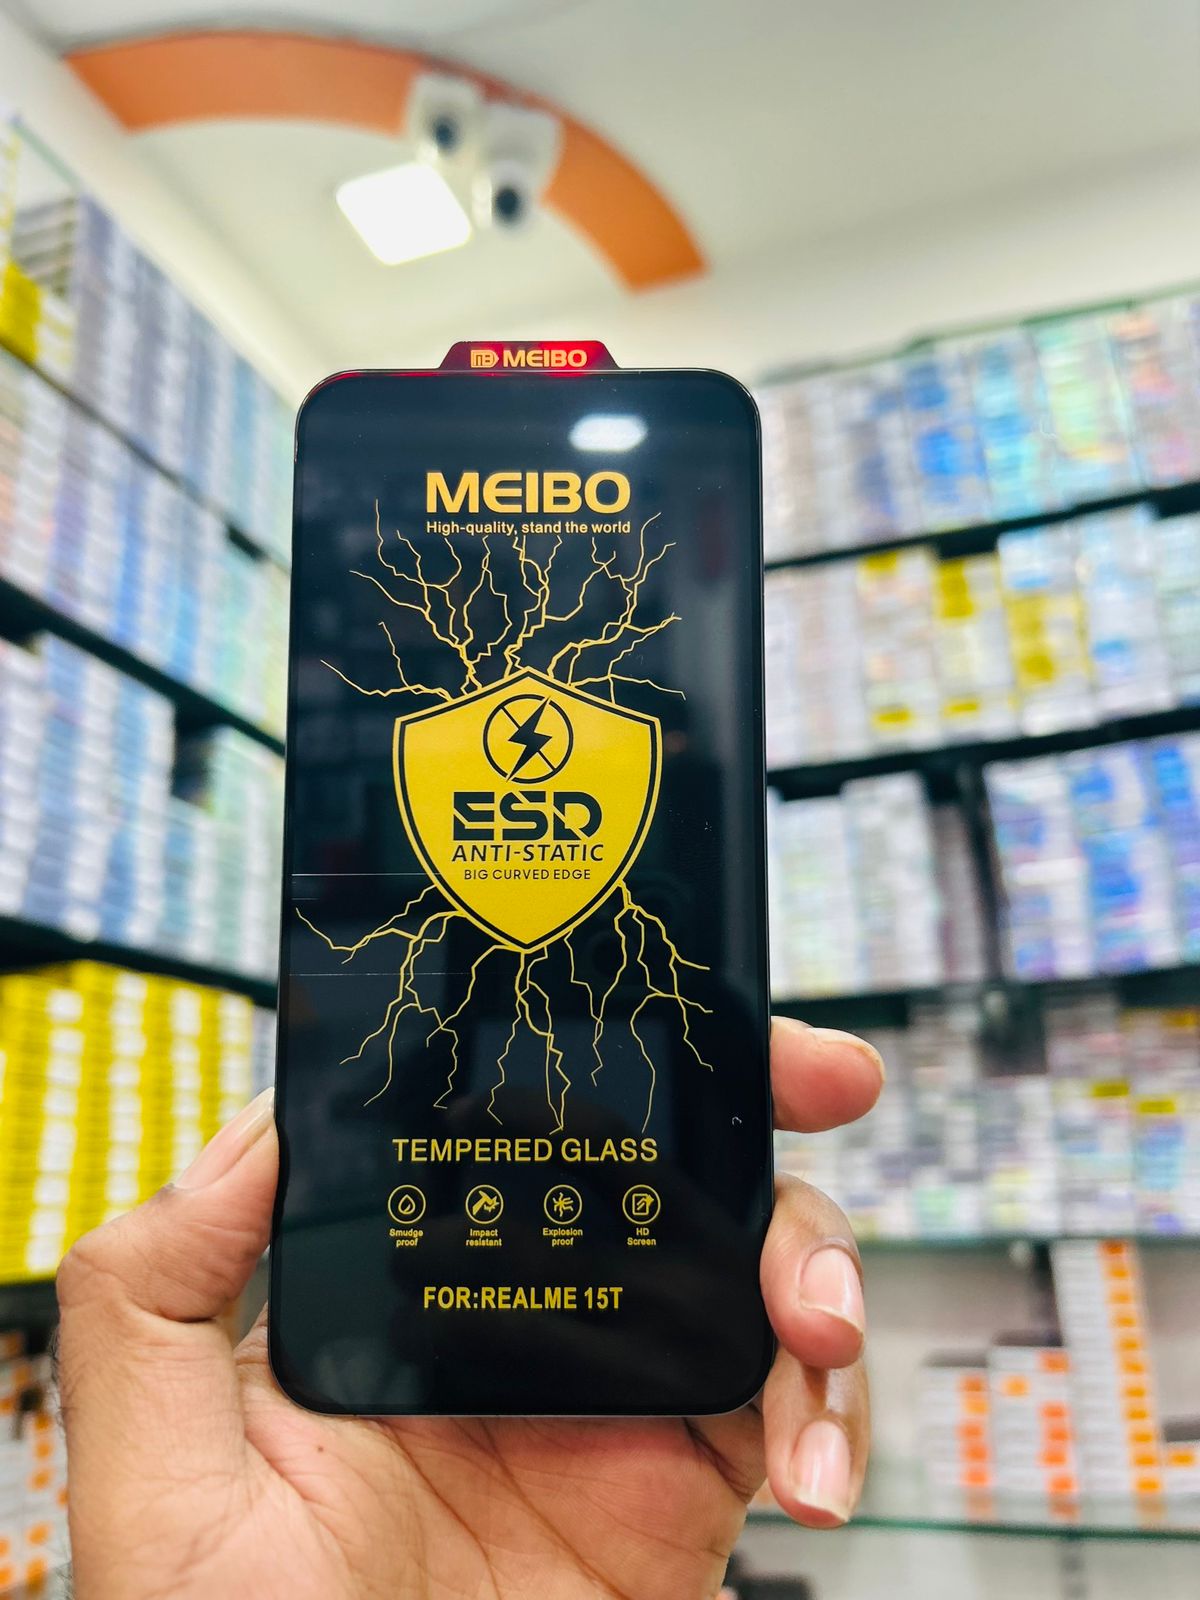 MEIBO
MEIBO
High-quality, stand the world
ESD
ANTI-STATIC
BIG CURVED EDGE
TEMPERED GLASS
Smudge proof
Impact resistant
Explosion proof
HD Screen
FOR:REALME 15T